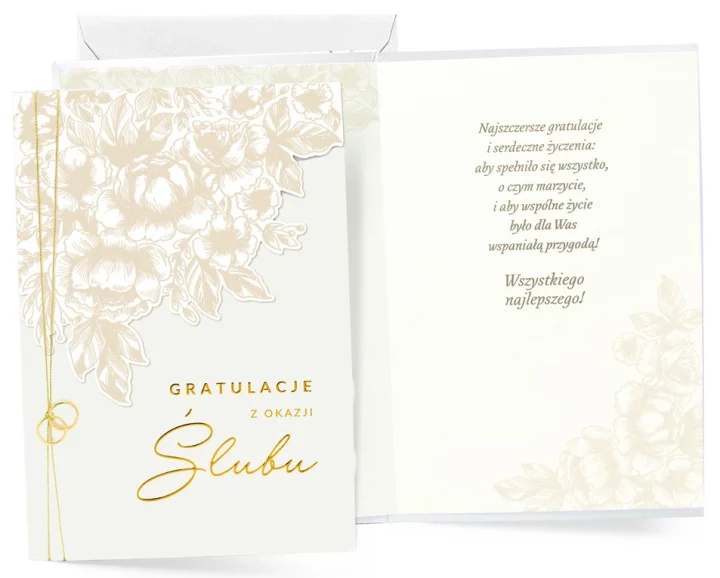 GRATULACJE
Z OKAZJI
Ślubu
Najszczersze gratulacje
i serdeczne życzenia:
aby spełniło się wszystko,
o czym marzycie,
i aby wspólne życie
było dla Was
wspaniałą przygodą!
Wszystkiego
najlepszego!